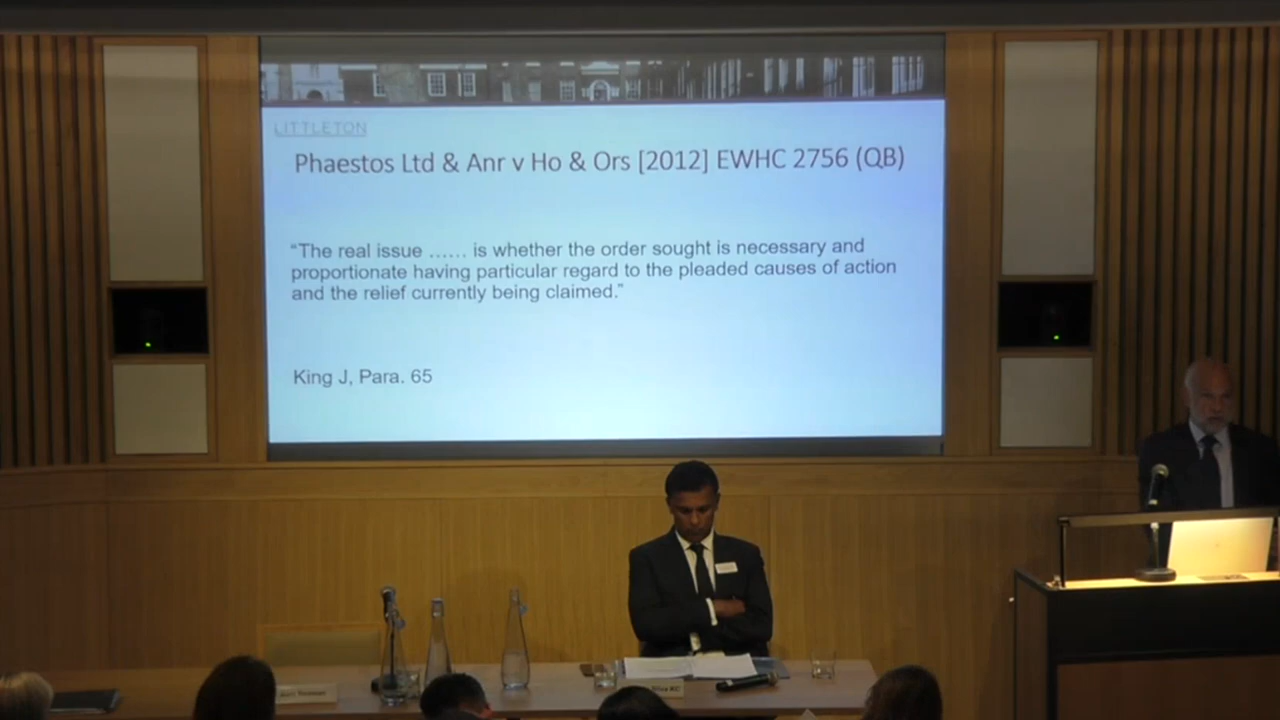 LITTLETON
Phaestos Ltd & Anr v Ho & Ors [2012] EWHC 2756 (QB)
“The real issue …… is whether the order sought is necessary and
proportionate having particular regard to the pleaded causes of action
and the relief currently being claimed.”
King J, Para. 65
KC